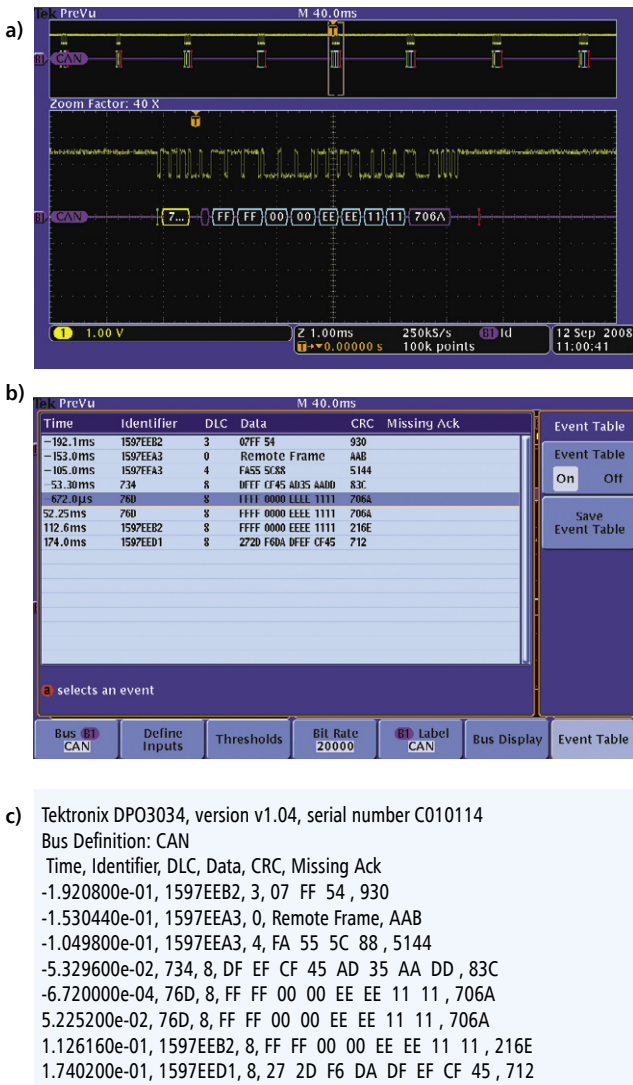 a)
Tek PreVu
M 40.0ms
T
B1 CAN
Zoom Factor: 40 X
T
B1 CAN
7... FF FF 00 00 EE EE 11 11 706A
1 1.00 V
Z 1.00ms 250kS/s B1 Id 12 Sep 2008
T→▼0.00000 s 100k points 11:00:41
b)
Tek PreVu
M 40.0ms
Time Identifier DLC Data CRC Missing Ack
−192.1ms 1597EEB2 3 07FF 54 930
−153.0ms 1597EEA3 0 Remote Frame AAB
−105.0ms 1597EEA3 4 FA55 5C88 5144
−53.30ms 734 8 DFEF CF45 AD35 AADD 83C
−672.0µs 76D 8 FFFF 0000 EEEE 1111 706A
52.25ms 76D 8 FFFF 0000 EEEE 1111 706A
112.6ms 1597EEB2 8 FFFF 0000 EEEE 1111 216E
174.0ms 1597EED1 8 272D F6DA DFEF CF45 712
a selects an event
Event Table
Event Table
On Off
Save
Event Table
Bus B1
CAN
Define
Inputs
Thresholds
Bit Rate
20000
B1 Label
CAN
Bus Display
Event Table
c)
Tektronix DPO3034, version v1.04, serial number C010114
Bus Definition: CAN
Time, Identifier, DLC, Data, CRC, Missing Ack
-1.920800e-01, 1597EEB2, 3, 07 FF 54 , 930
-1.530440e-01, 1597EEA3, 0, Remote Frame, AAB
-1.049800e-01, 1597EEA3, 4, FA 55 5C 88 , 5144
-5.329600e-02, 734, 8, DF EF CF 45 AD 35 AA DD , 83C
-6.720000e-04, 76D, 8, FF FF 00 00 EE EE 11 11 , 706A
5.225200e-02, 76D, 8, FF FF 00 00 EE EE 11 11 , 706A
1.126160e-01, 1597EEB2, 8, FF FF 00 00 EE EE 11 11 , 216E
1.740200e-01, 1597EED1, 8, 27 2D F6 DA DF EF CF 45 , 712